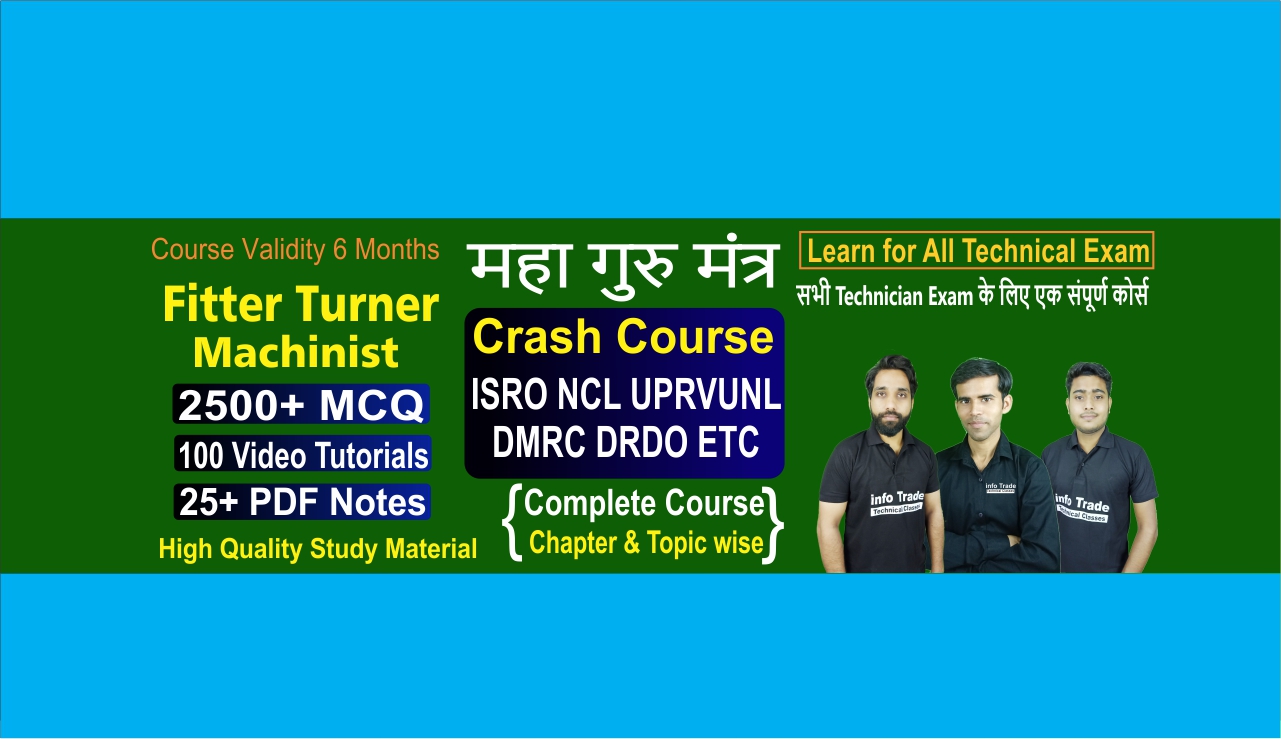 Course Validity 6 Months
Fitter Turner
Machinist
2500+ MCQ
100 Video Tutorials
25+ PDF Notes
High Quality Study Material
महा गुरु मंत्र
Crash Course
ISRO NCL UPRVUNL
DMRC DRDO ETC
{Complete Course
Chapter & Topic wise}
Learn for All Technical Exam
सभी Technician Exam के लिए एक संपूर्ण कोर्स
info Trade
Technical Classes
info Trade
Technical Classes
info Trade
Technical Classes